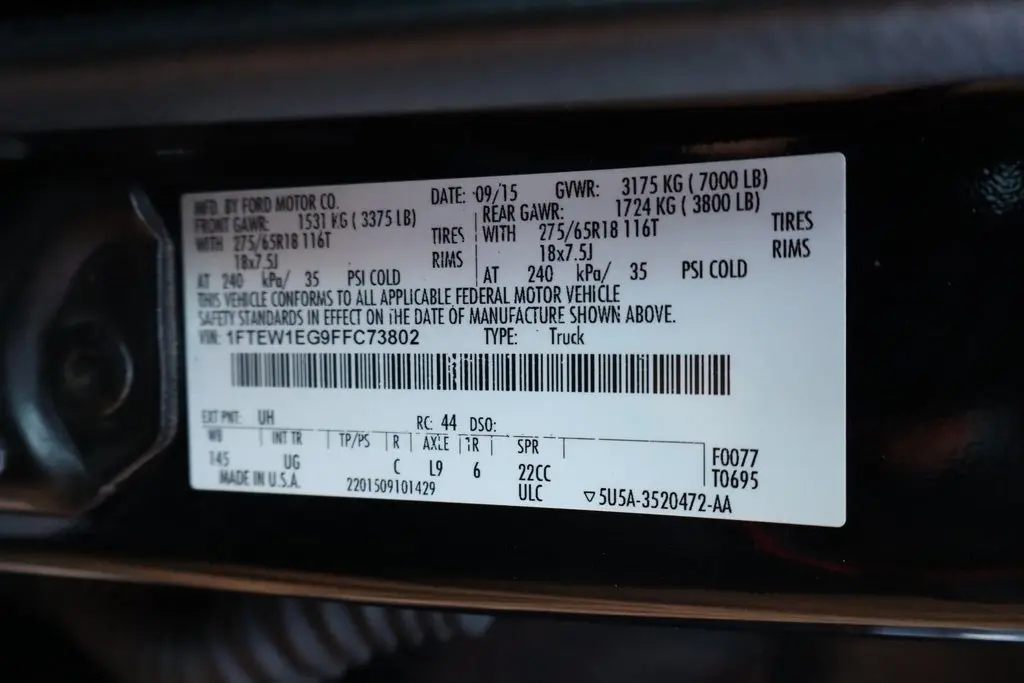 MFD. BY FORD MOTOR CO. DATE: 09/15 GVWR: 3175 KG ( 7000 LB)
FRONT GAWR: 1531 KG ( 3375 LB) REAR GAWR: 1724 KG ( 3800 LB)
WITH 275/65R18 116T TIRES WITH 275/65R18 116T TIRES
18x7.5J RIMS 18x7.5J RIMS
AT 240 kPa/ 35 PSI COLD AT 240 kPa/ 35 PSI COLD
THIS VEHICLE CONFORMS TO ALL APPLICABLE FEDERAL MOTOR VEHICLE
SAFETY STANDARDS IN EFFECT ON THE DATE OF MANUFACTURE SHOWN ABOVE.
VIN: 1FTEW1EG9FFC73802 TYPE: Truck
EXT PNT: UH RC: 44 DSO:
WB INT TR TP/PS R AXLE TR SPR
145 UG C L9 6 22CC F0077
MADE IN U.S.A. 2201509101429 ULC T0695
▽5U5A-3520472-AA